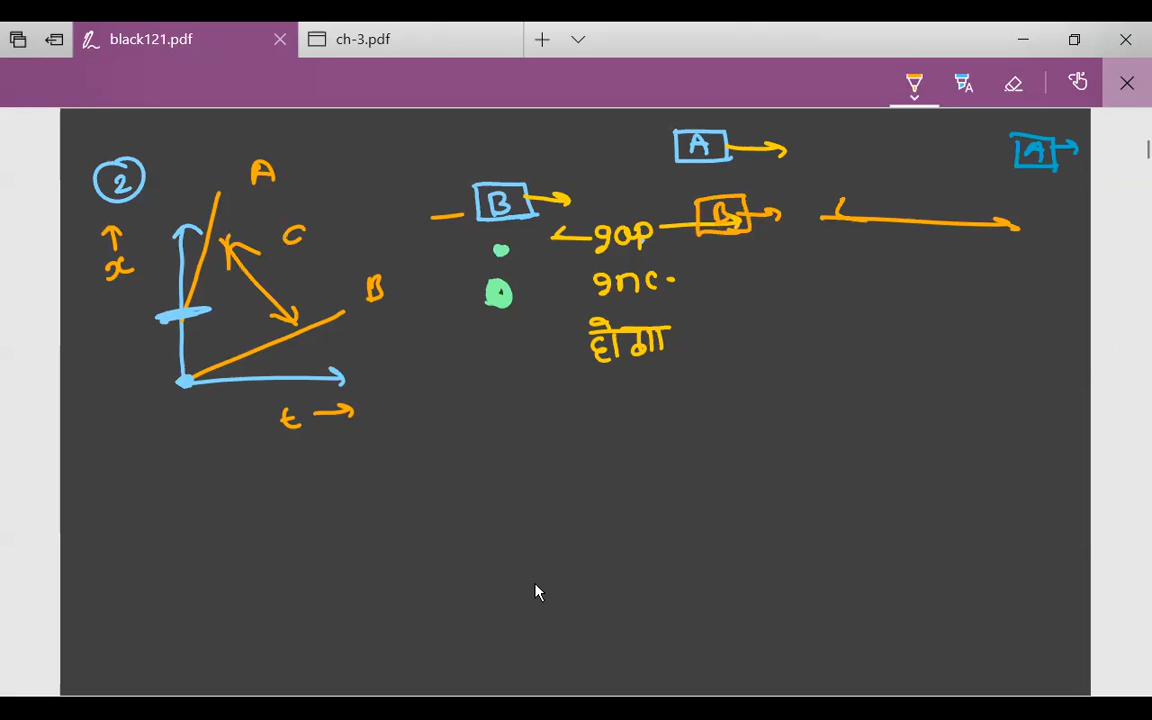 black121.pdf
ch-3.pdf
2
A
x
C
B
t
A
A
B
B
gap
inc.
होगा